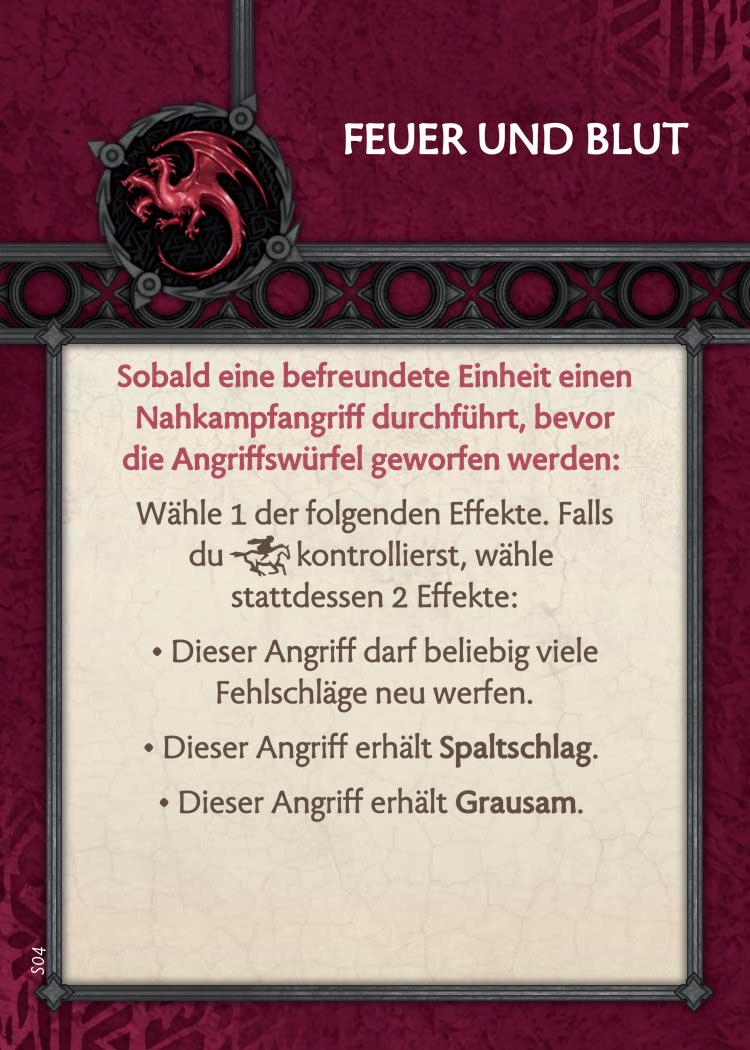 FEUER UND BLUT
Sobald eine befreundete Einheit einen
Nahkampfangriff durchführt, bevor
die Angriffswürfel geworfen werden:
Wähle 1 der folgenden Effekte. Falls
du kontrollierst, wähle
stattdessen 2 Effekte:
• Dieser Angriff darf beliebig viele
Fehlschläge neu werfen.
• Dieser Angriff erhält Spaltschlag.
• Dieser Angriff erhält Grausam.
S04